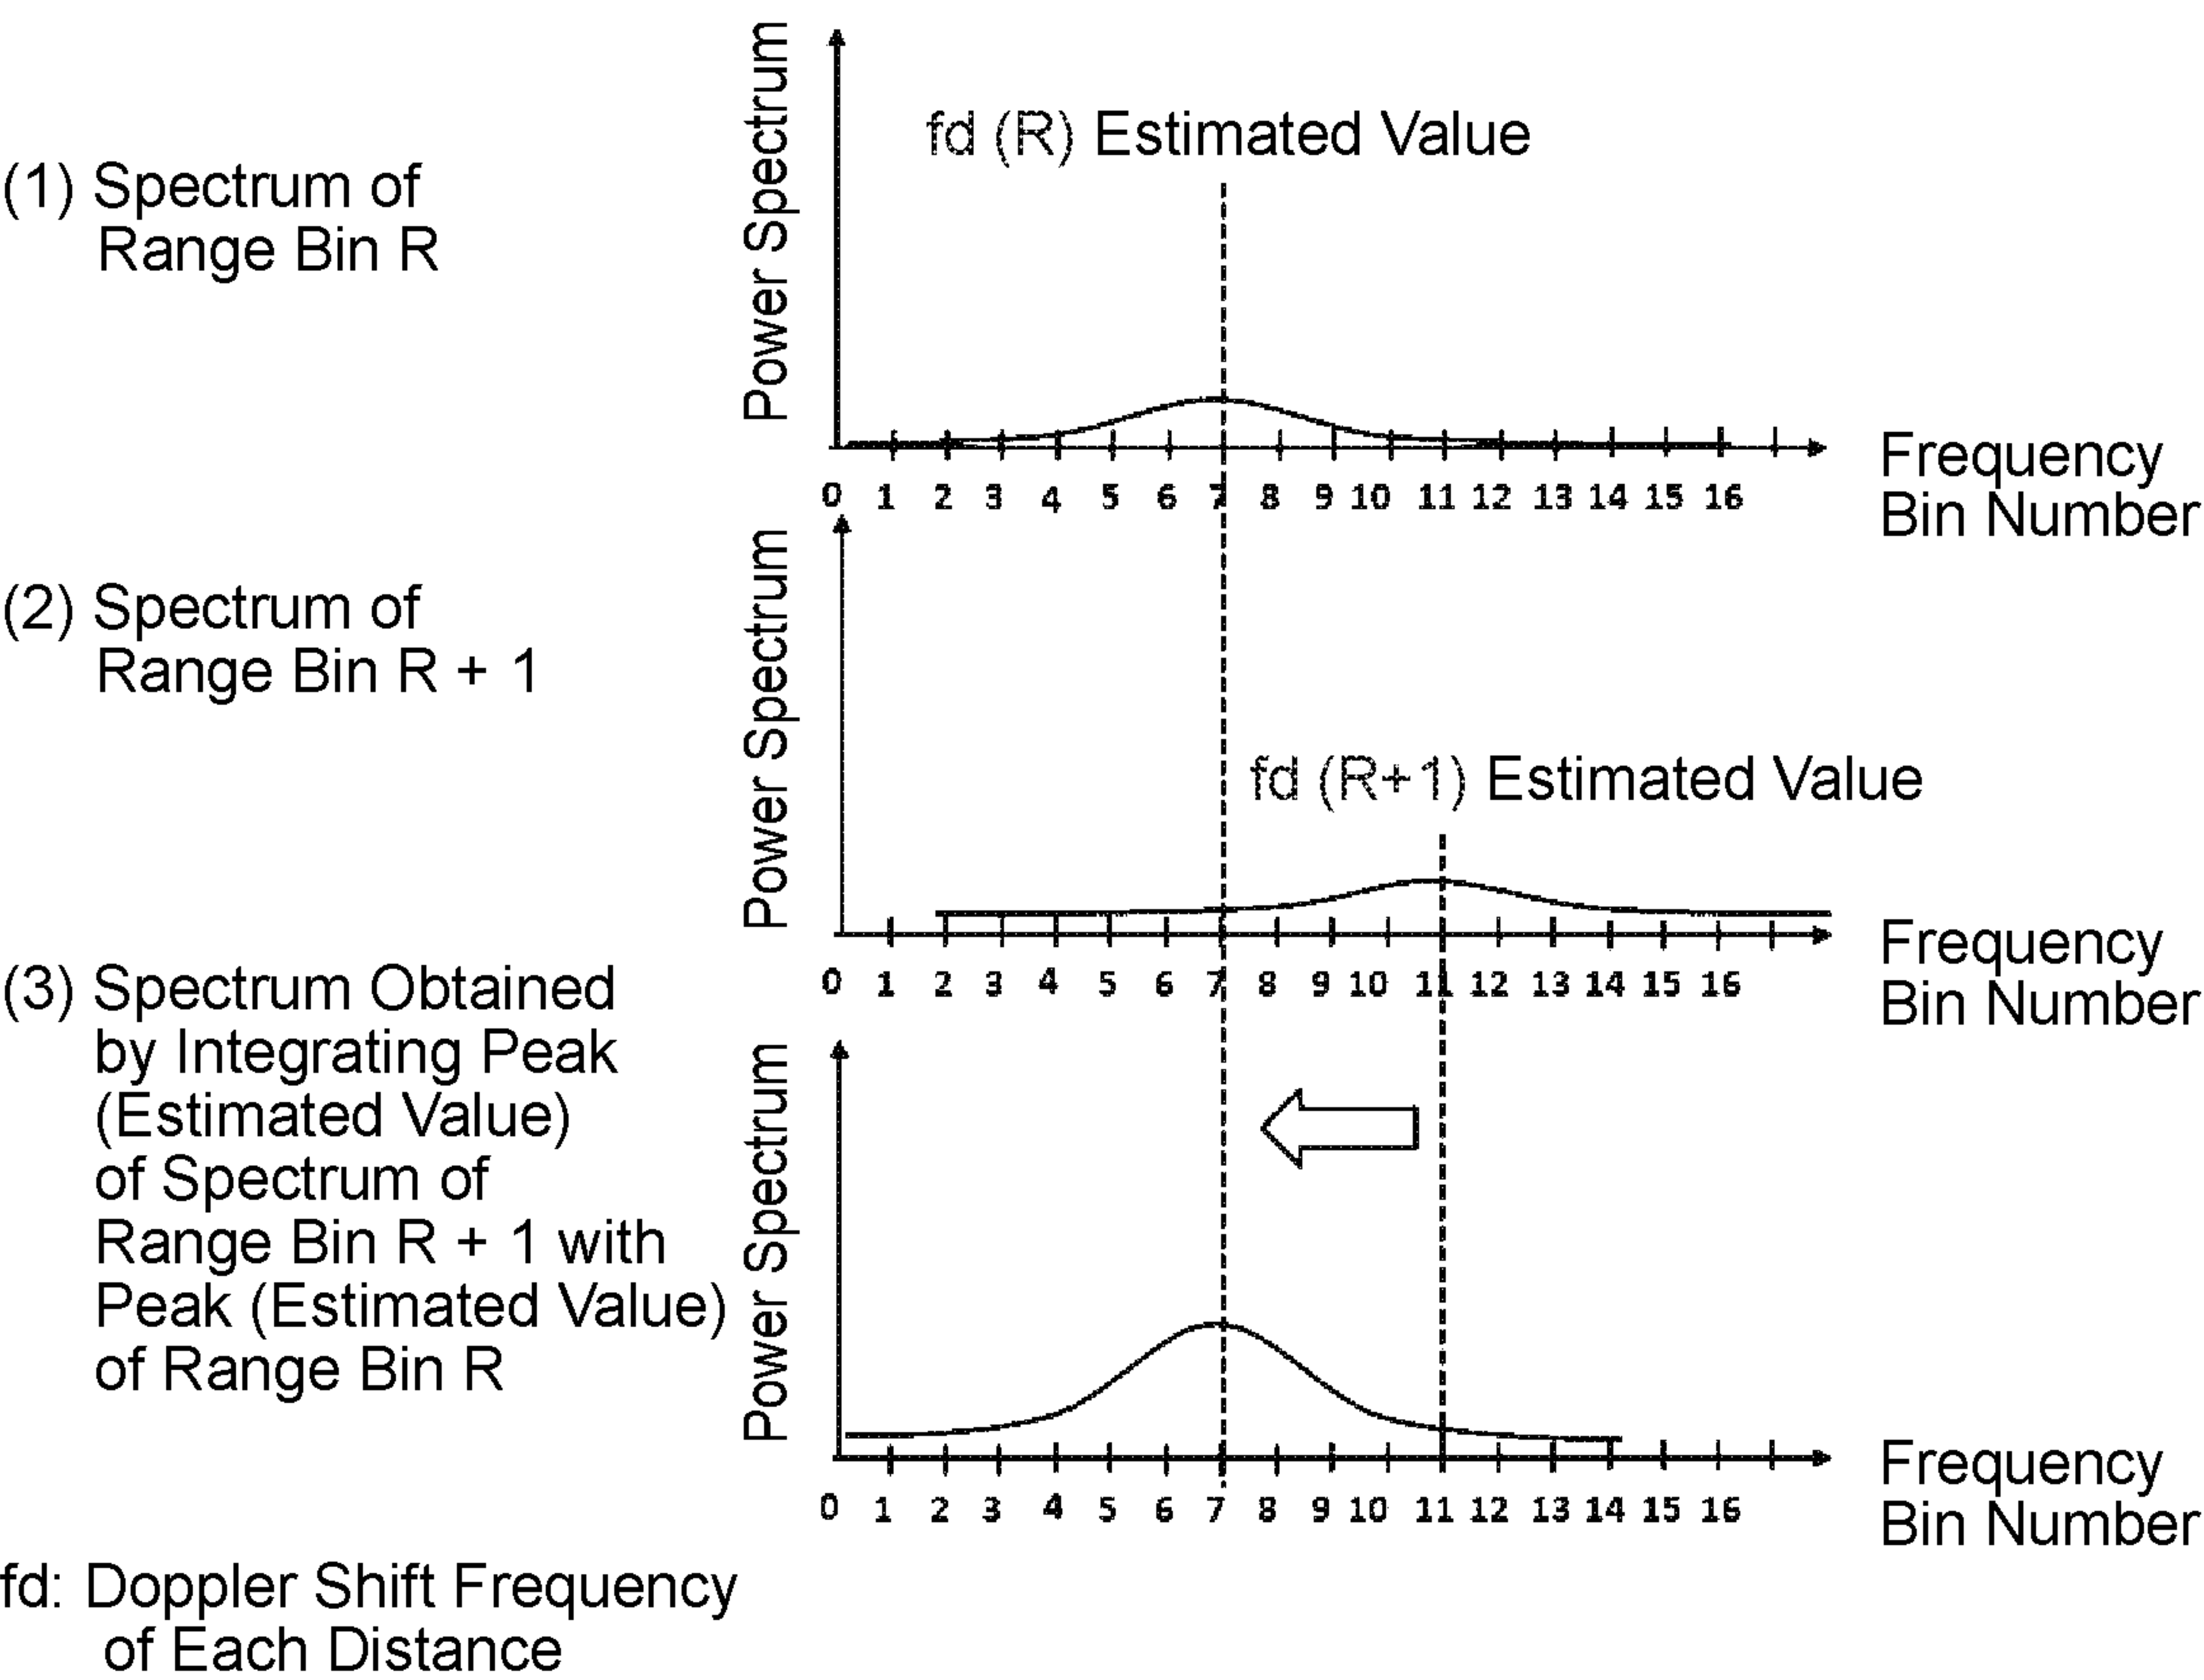 (1) Spectrum of
Range Bin R
Power Spectrum
fd (R) Estimated Value
0 1 2 3 4 5 6 7 8 9 10 11 12 13 14 15 16
Frequency
Bin Number
(2) Spectrum of
Range Bin R + 1
Power Spectrum
fd (R+1) Estimated Value
0 1 2 3 4 5 6 7 8 9 10 11 12 13 14 15 16
Frequency
Bin Number
(3) Spectrum Obtained
by Integrating Peak
(Estimated Value)
of Spectrum of
Range Bin R + 1 with
Peak (Estimated Value)
of Range Bin R
Power Spectrum
0 1 2 3 4 5 6 7 8 9 10 11 12 13 14 15 16
Frequency
Bin Number
fd: Doppler Shift Frequency
of Each Distance